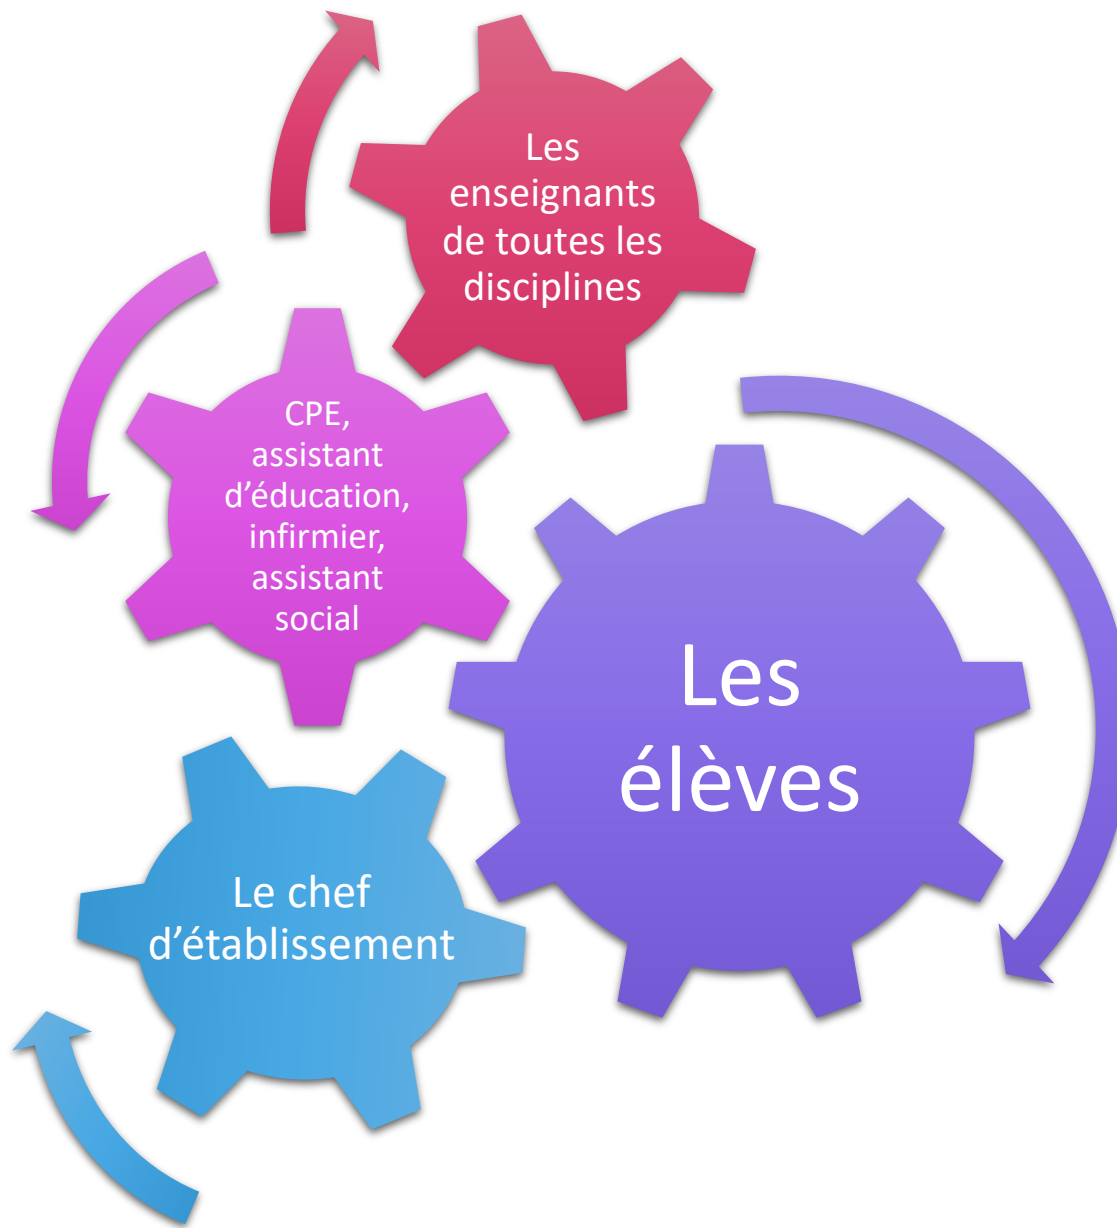 Les
enseignants
de toutes les
disciplines
CPE,
assistant
d’éducation,
infirmier,
assistant
social
Les
élèves
Le chef
d’établissement